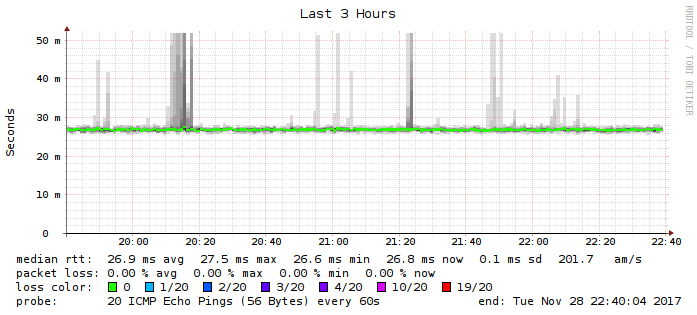 Last 3 Hours
RRDTOOL / TOBI OETIKER
Seconds
50 m
40 m
30 m
20 m
10 m
0
20:00 20:20 20:40 21:00 21:20 21:40 22:00 22:20 22:40
median rtt: 26.9 ms avg 27.5 ms max 26.6 ms min 26.8 ms now 0.1 ms sd 201.7 am/s
packet loss: 0.00 % avg 0.00 % max 0.00 % min 0.00 % now
loss color: 0 1/20 2/20 3/20 4/20 10/20 19/20
probe: 20 ICMP Echo Pings (56 Bytes) every 60s end: Tue Nov 28 22:40:04 2017